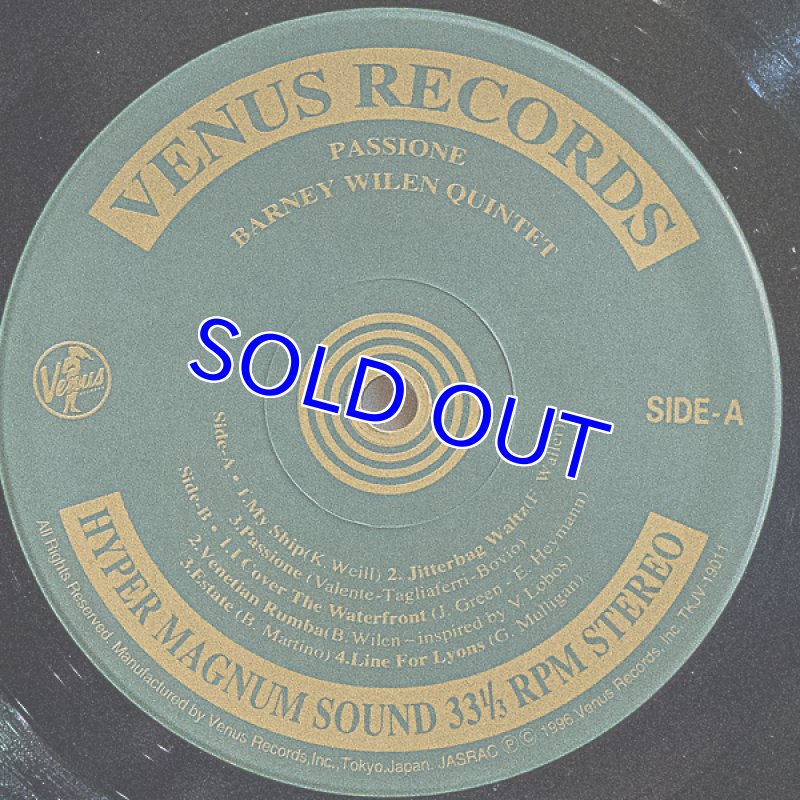 VENUS RECORDS
PASSIONE
BARNEY WILEN QUINTET
Venus
SOLD OUT
SIDE-A
Side-A • 1.My Ship(K. Weill) 2. Jitterbag Waltz(F Waller)
3.Passione (Valente-Tagliaferri-Bovio)
Side-B • 1.I Cover The Waterfront (J. Green - E. Heymann)
2.Venetian Rumba(B. Wilen-inspired by V Lobos)
3.Estate (B. Martino) 4.Line For Lyons (G. Mulligan)
HYPER MAGNUM SOUND 33⅓ RPM STEREO
All Rights Reserved. Manufactured by Venus Records,Inc.,Tokyo.Japan. JASRAC Ⓟ Ⓒ 1996 Venus Records, Inc. TKJV-19011